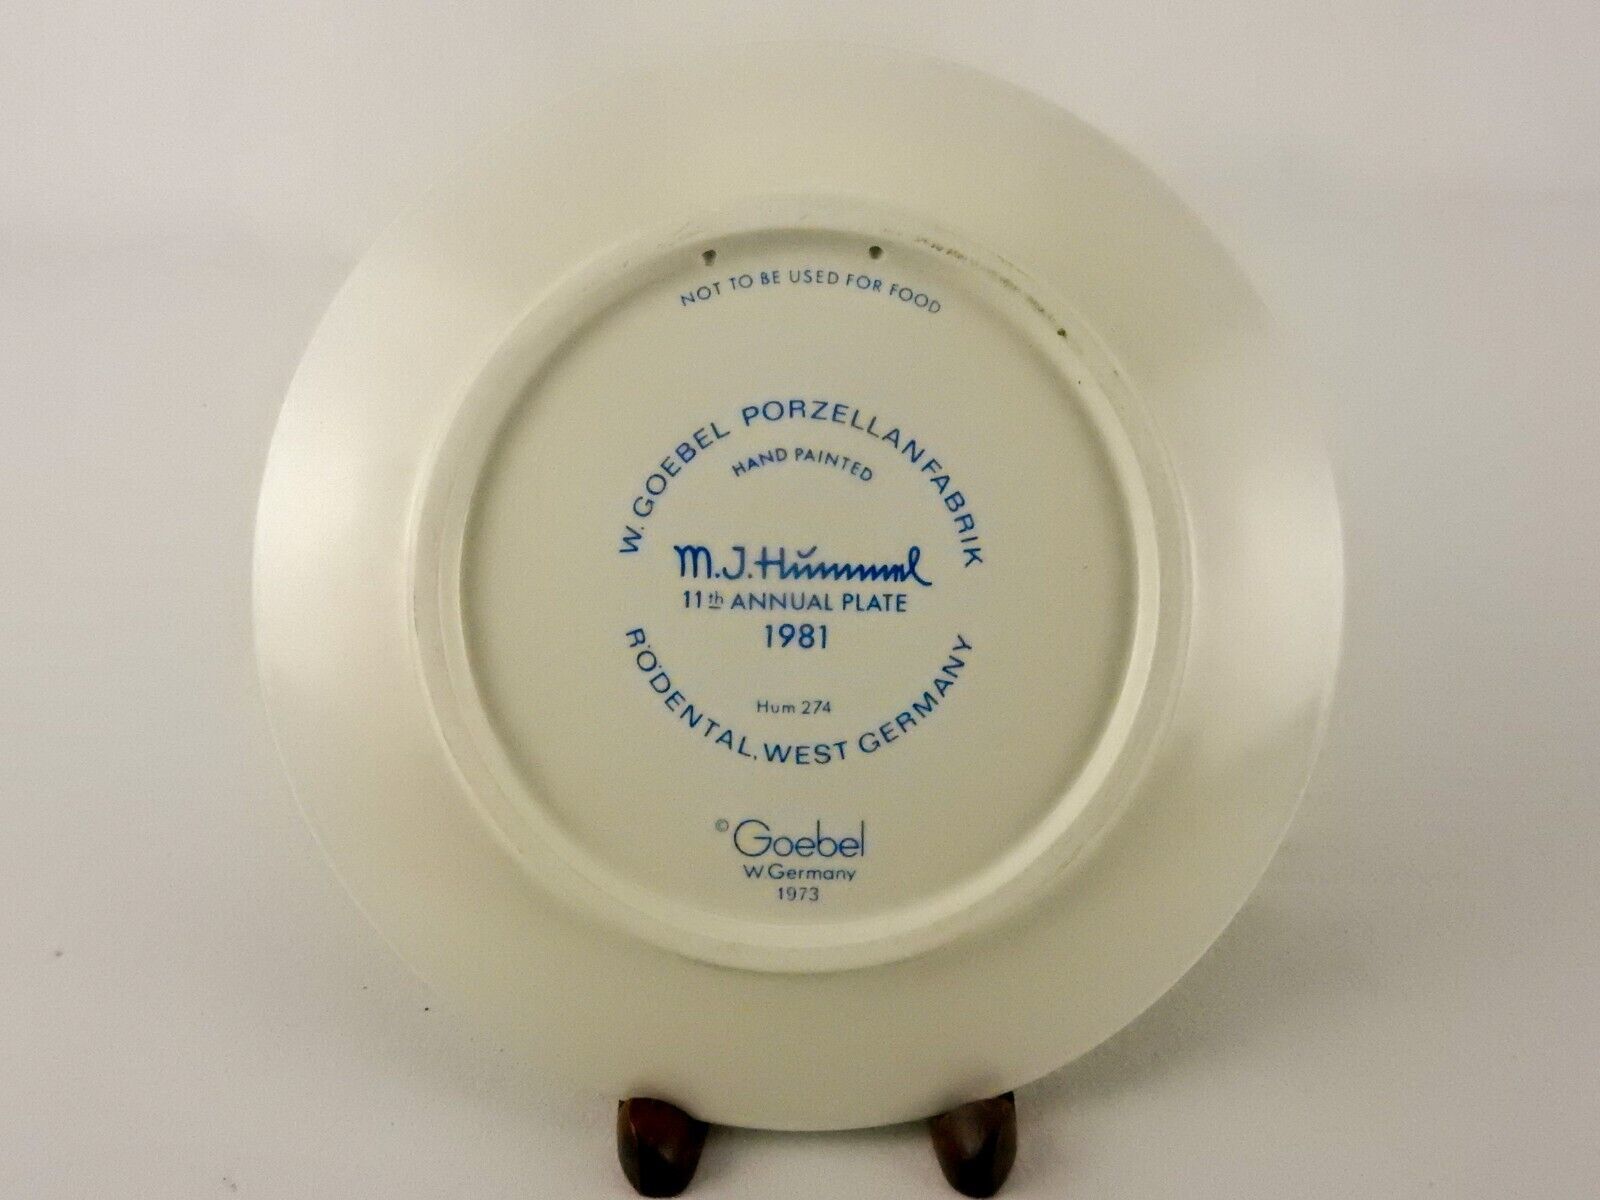 NOT TO BE USED FOR FOOD
W. GOEBEL PORZELLANFABRIK
HAND PAINTED
M.J. Hummel
11th ANNUAL PLATE
1981
Hum 274
RÖDENTAL, WEST GERMANY
© Goebel
W.Germany
1973